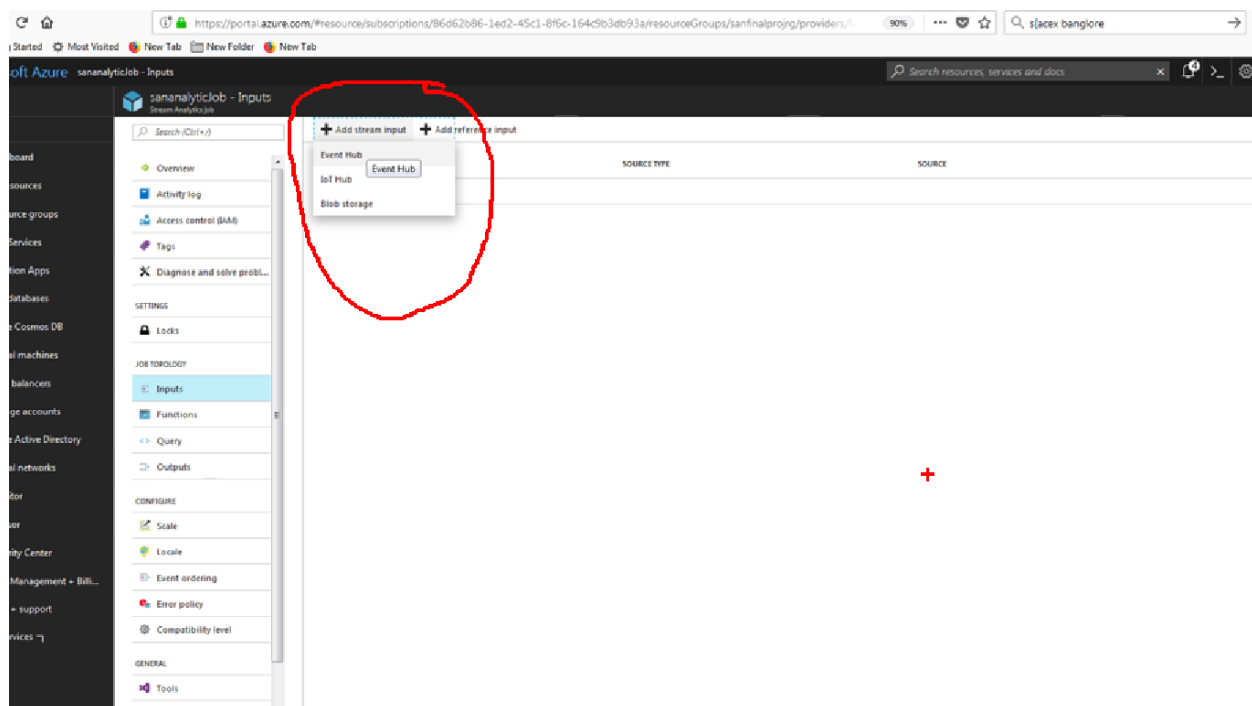 https://portal.azure.com/#resource/subscriptions/86d62b86-1ed2-45c1-8f6c-164c9b3db93a/resourceGroups/sanfinalprojrg/providers/
90%
s[acex banglore
Started
Most Visited
New Tab
New Folder
New Tab
soft Azure sananalyticJob - Inputs
Search resources, services and docs
4
sananalyticJob - Inputs
Stream Analytics job
board
sources
urce groups
Services
tion Apps
databases
e Cosmos DB
al machines
balancers
ge accounts
e Active Directory
al networks
itor
sor
rity Center
Management + Billi...
+ support
rvices
Search (Ctrl+/)
Overview
Activity log
Access control (IAM)
Tags
Diagnose and solve probl...
SETTINGS
Locks
JOB TOPOLOGY
Inputs
Functions
Query
Outputs
CONFIGURE
Scale
Locale
Event ordering
Error policy
Compatibility level
GENERAL
Tools
Add stream input
Add reference input
Event Hub
Event Hub
IoT Hub
Blob storage
SOURCE TYPE
SOURCE